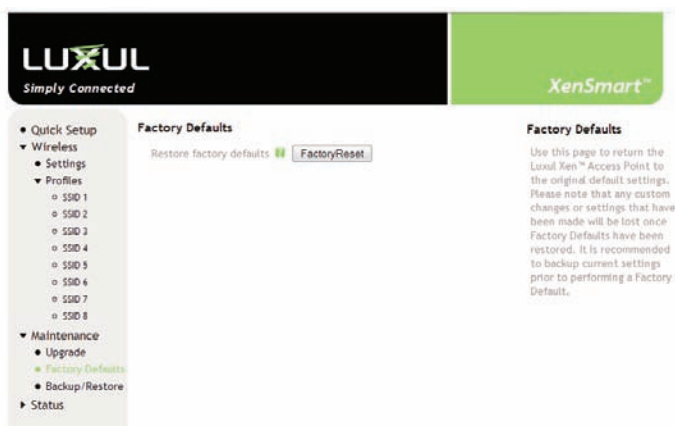 LUXUL
Simply Connected
XenSmart™
Quick Setup
Wireless
Settings
Profiles
SSID 1
SSID 2
SSID 3
SSID 4
SSID 5
SSID 6
SSID 7
SSID 8
Maintenance
Upgrade
Factory Defaults
Backup/Restore
Status
Factory Defaults
Restore factory defaults
FactoryReset
Factory Defaults
Use this page to return the
Luxul Xen™ Access Point to
the original default settings.
Please note that any custom
changes or settings that have
been made will be lost once
Factory Defaults have been
restored. It is recommended
to backup current settings
prior to performing a Factory
Default.